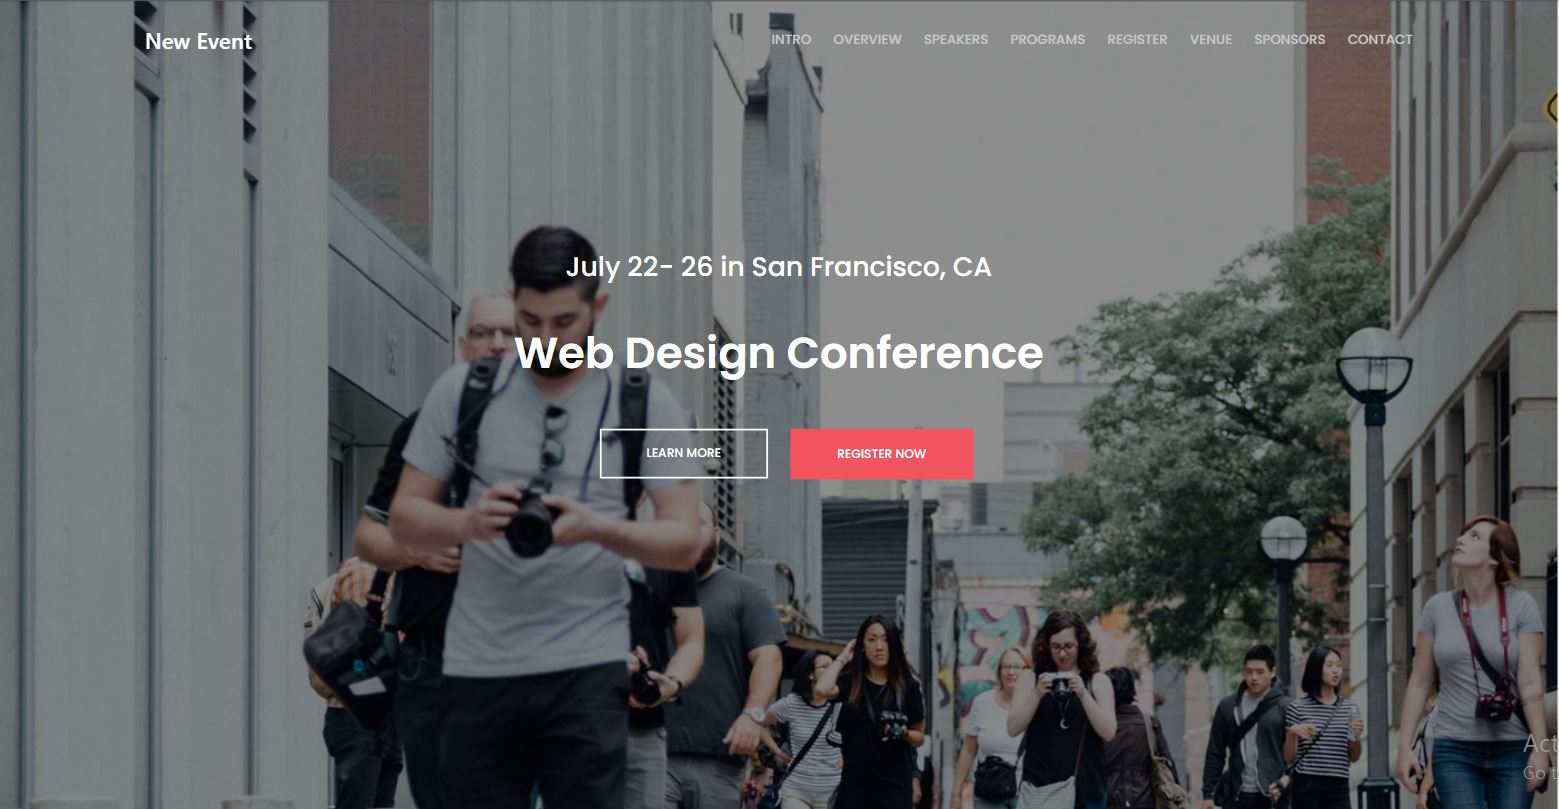 New Event
INTRO OVERVIEW SPEAKERS PROGRAMS REGISTER VENUE SPONSORS CONTACT
July 22- 26 in San Francisco, CA
Web Design Conference
LEARN MORE
REGISTER NOW
Act
Go t